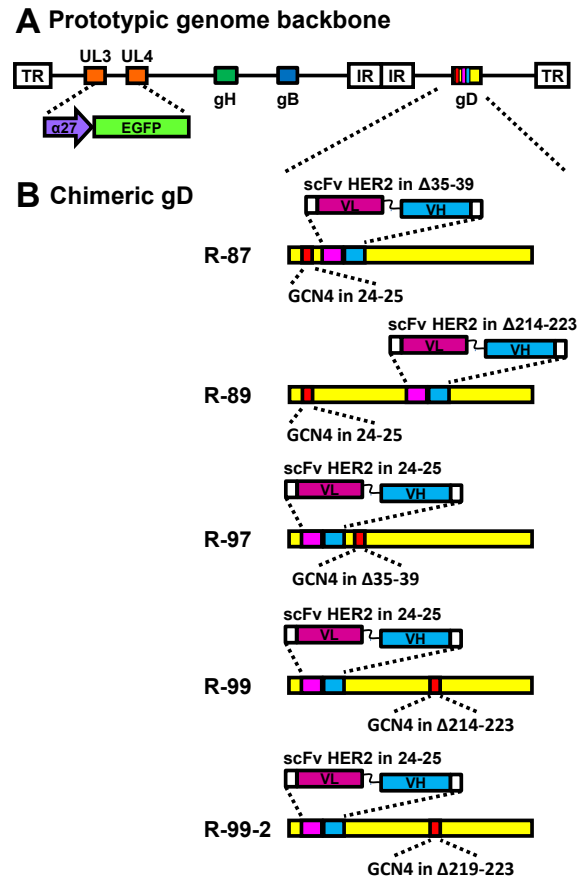 A Prototypic genome backbone
UL3 UL4
TR IR IR TR
gH gB gD
α27 EGFP
B Chimeric gD
scFv HER2 in Δ35-39
VL VH
R-87
GCN4 in 24-25
scFv HER2 in Δ214-223
VL VH
R-89
GCN4 in 24-25
scFv HER2 in 24-25
VL VH
R-97
GCN4 in Δ35-39
scFv HER2 in 24-25
VL VH
R-99
GCN4 in Δ214-223
scFv HER2 in 24-25
VL VH
R-99-2
GCN4 in Δ219-223